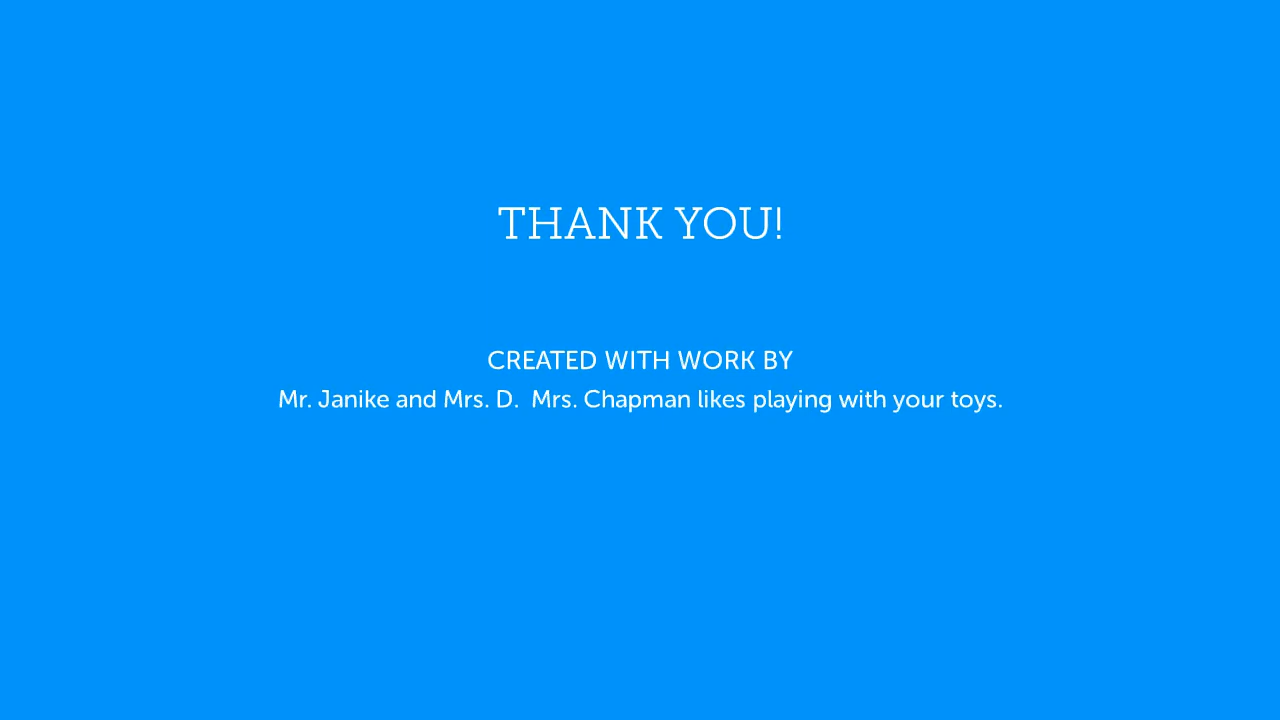 THANK YOU!
CREATED WITH WORK BY
Mr. Janike and Mrs. D.  Mrs. Chapman likes playing with your toys.